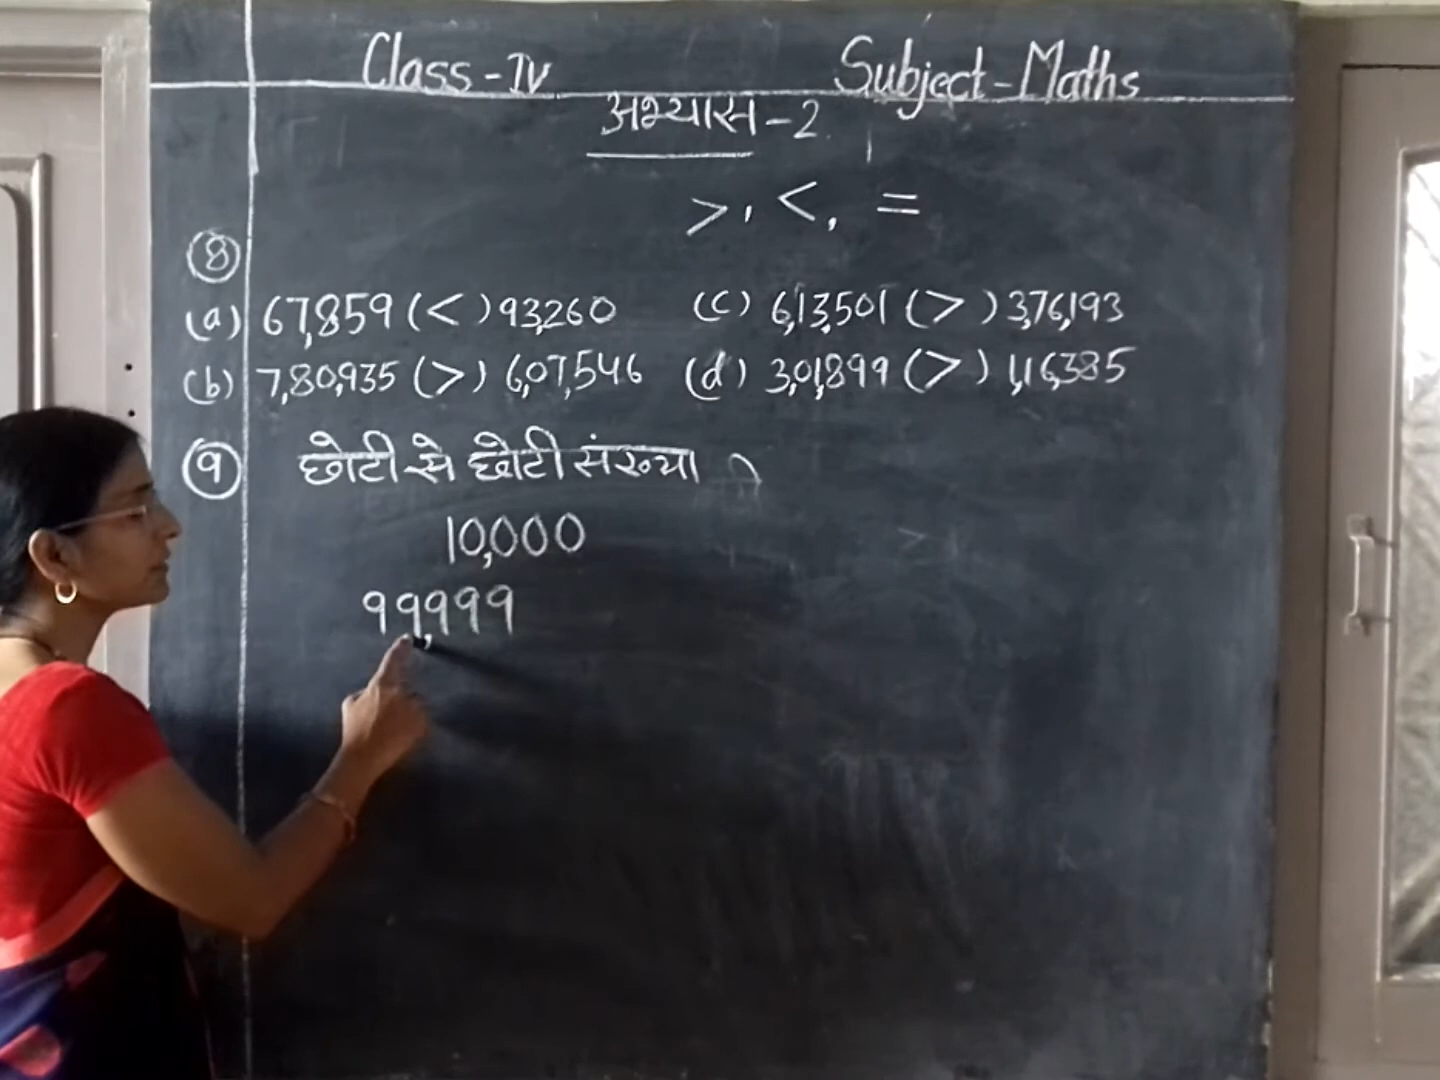 Class-IV Subject-Maths
अभ्यास-2.
>, <, =
8
(a) 67,859 (<) 93,260 (c) 6,13,501 (>) 3,76,193
(b) 7,80,935 (>) 6,07,546 (d) 3,01,899 (>) 1,16,385
9 छोटी से छोटी संख्या
10,000
99,999